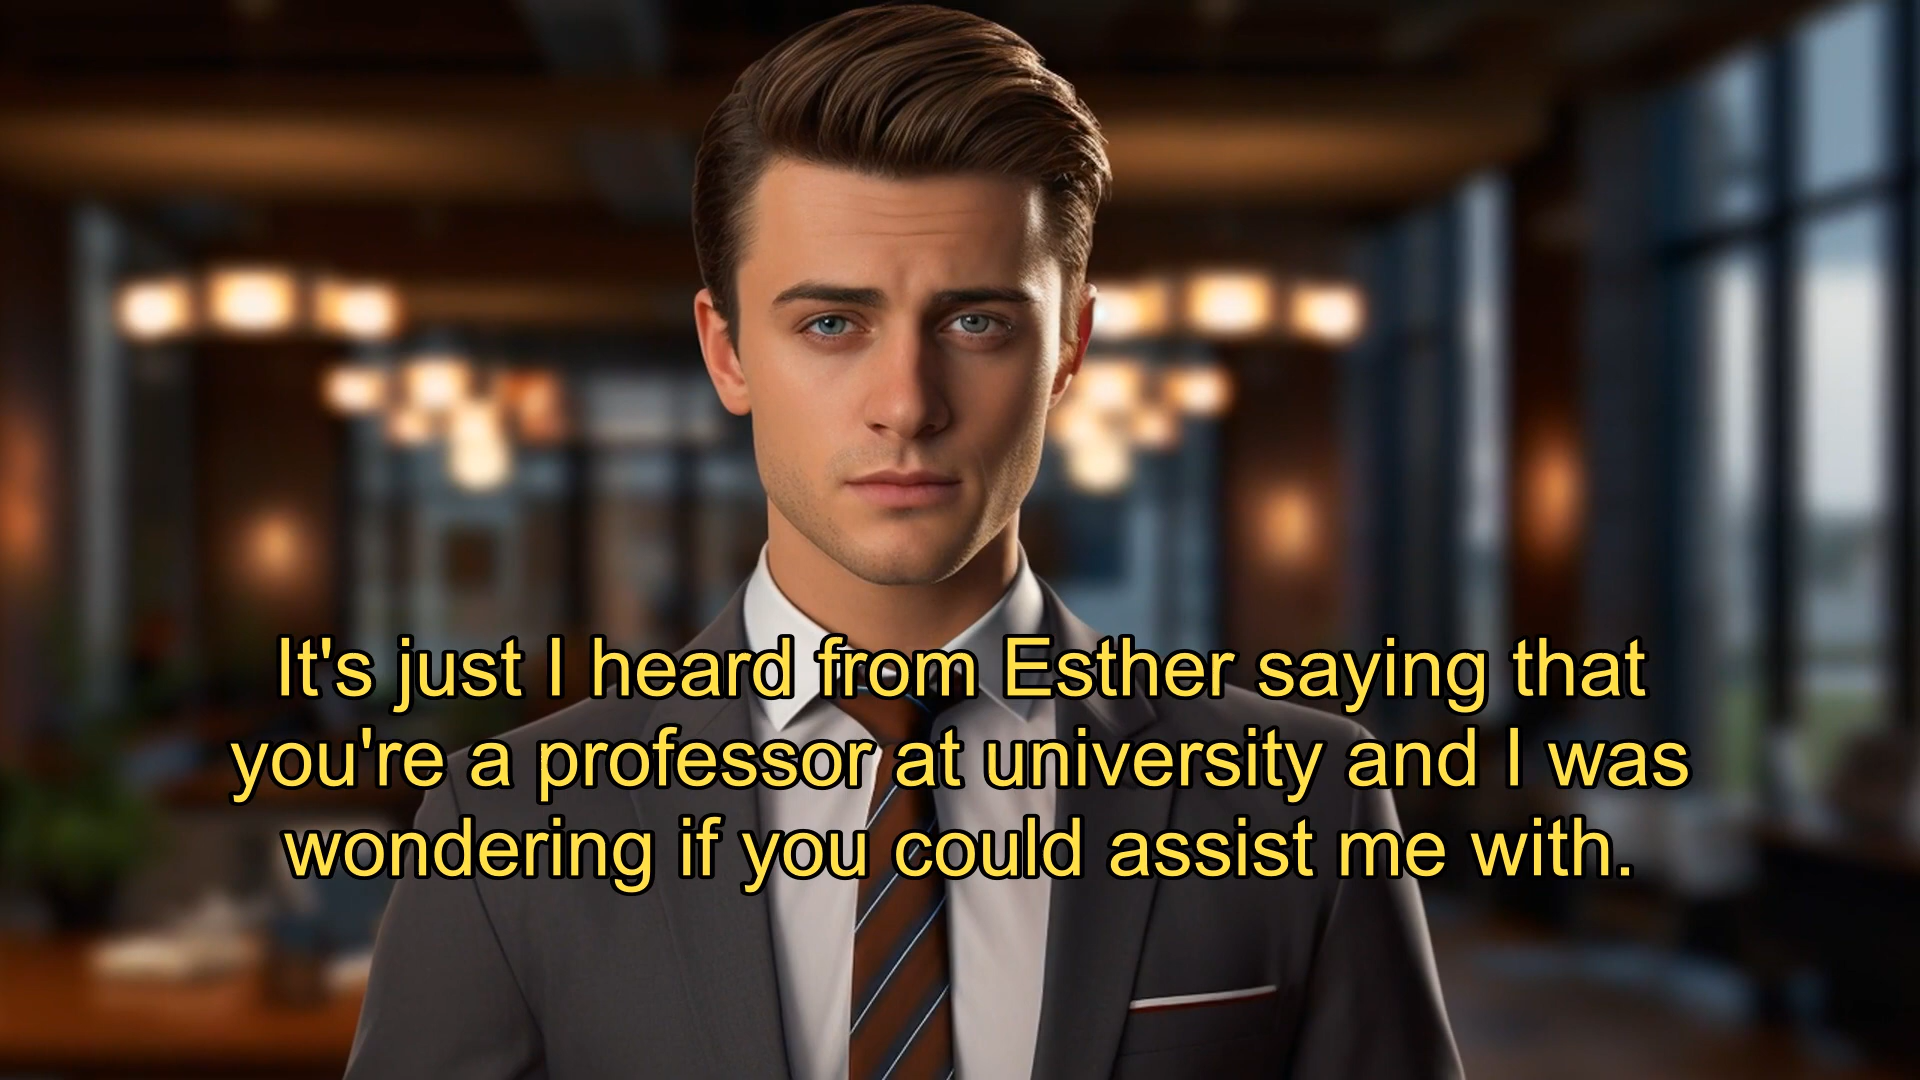 It's just I heard from Esther saying that
you're a professor at university and I was
wondering if you could assist me with.